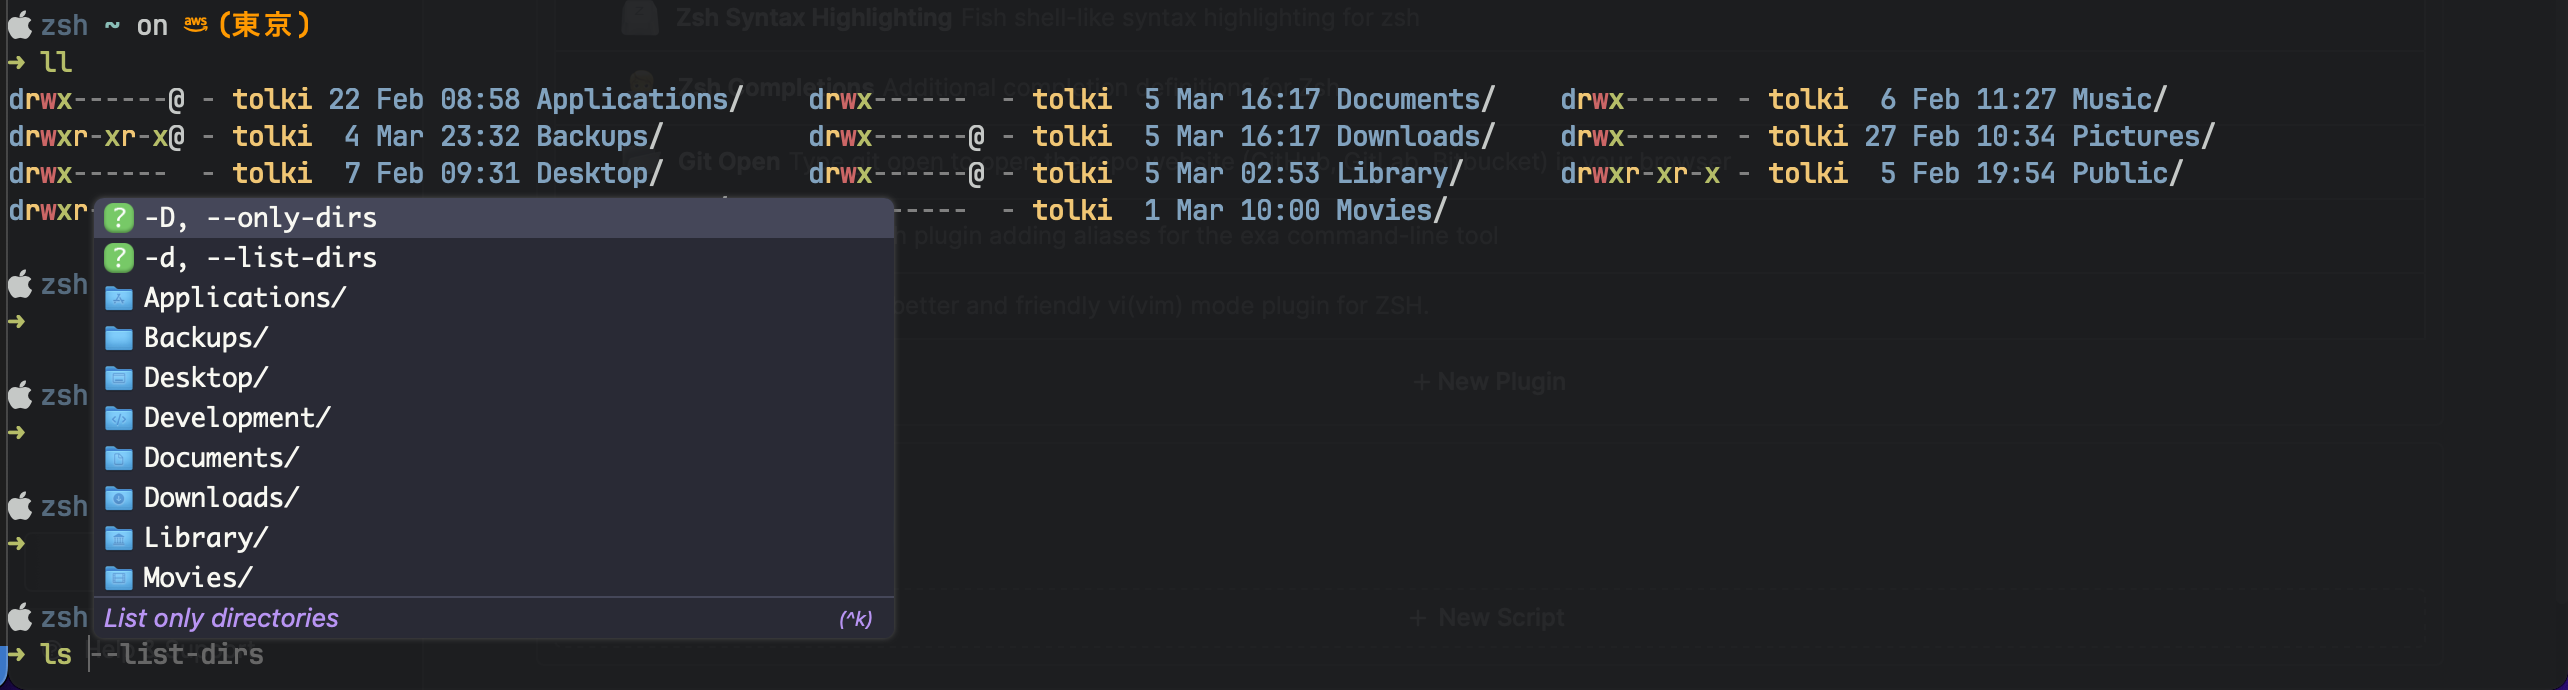 Zsh Syntax Highlighting Fish shell-like syntax highlighting for zsh
zsh ~ on aws (東京)
➜ ll
Zsh Completions Additional completion definitions for Zsh
drwx------@ - tolki 22 Feb 08:58 Applications/ drwx------ - tolki 5 Mar 16:17 Documents/ drwx------ - tolki 6 Feb 11:27 Music/
drwxr-xr-x@ - tolki 4 Mar 23:32 Backups/ drwx------@ - tolki 5 Mar 16:17 Downloads/ drwx------ - tolki 27 Feb 10:34 Pictures/
Git Open Type git open to open the repo website (GitHub, GitLab, Bitbucket) in your browser
drwx------ - tolki 7 Feb 09:31 Desktop/ drwx------@ - tolki 5 Mar 02:53 Library/ drwxr-xr-x - tolki 5 Feb 19:54 Public/
drwxr- ------ - tolki 1 Mar 10:00 Movies/
-D, --only-dirs
plugin adding aliases for the exa command-line tool
-d, --list-dirs
zsh
Applications/
better and friendly vi(vim) mode plugin for ZSH.
➜
Backups/
Desktop/
+ New Plugin
zsh
Development/
➜
Documents/
Downloads/
zsh
Library/
➜
Movies/
zsh
List only directories (^k)
+ New Script
➜ ls --list-dirs